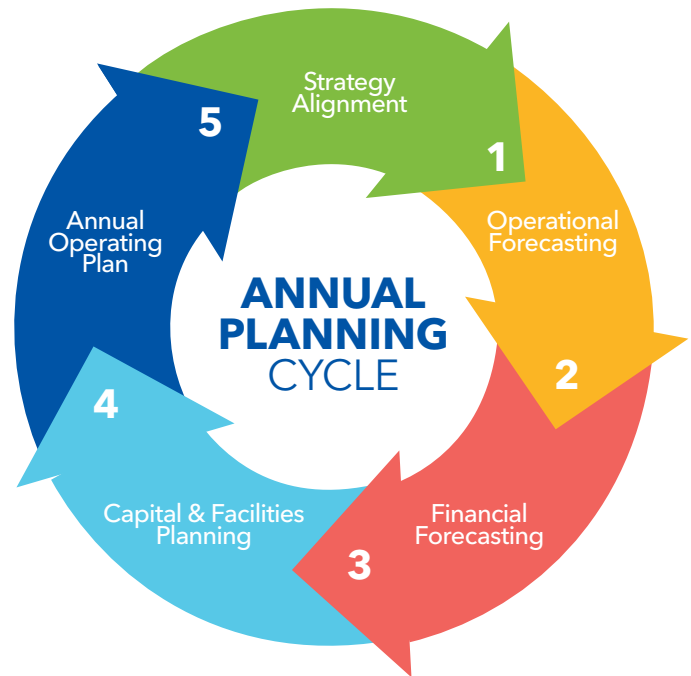 Strategy
Alignment
1
Operational
Forecasting
2
Financial
Forecasting
3
Capital & Facilities
Planning
4
Annual
Operating
Plan
5
ANNUAL
PLANNING
CYCLE